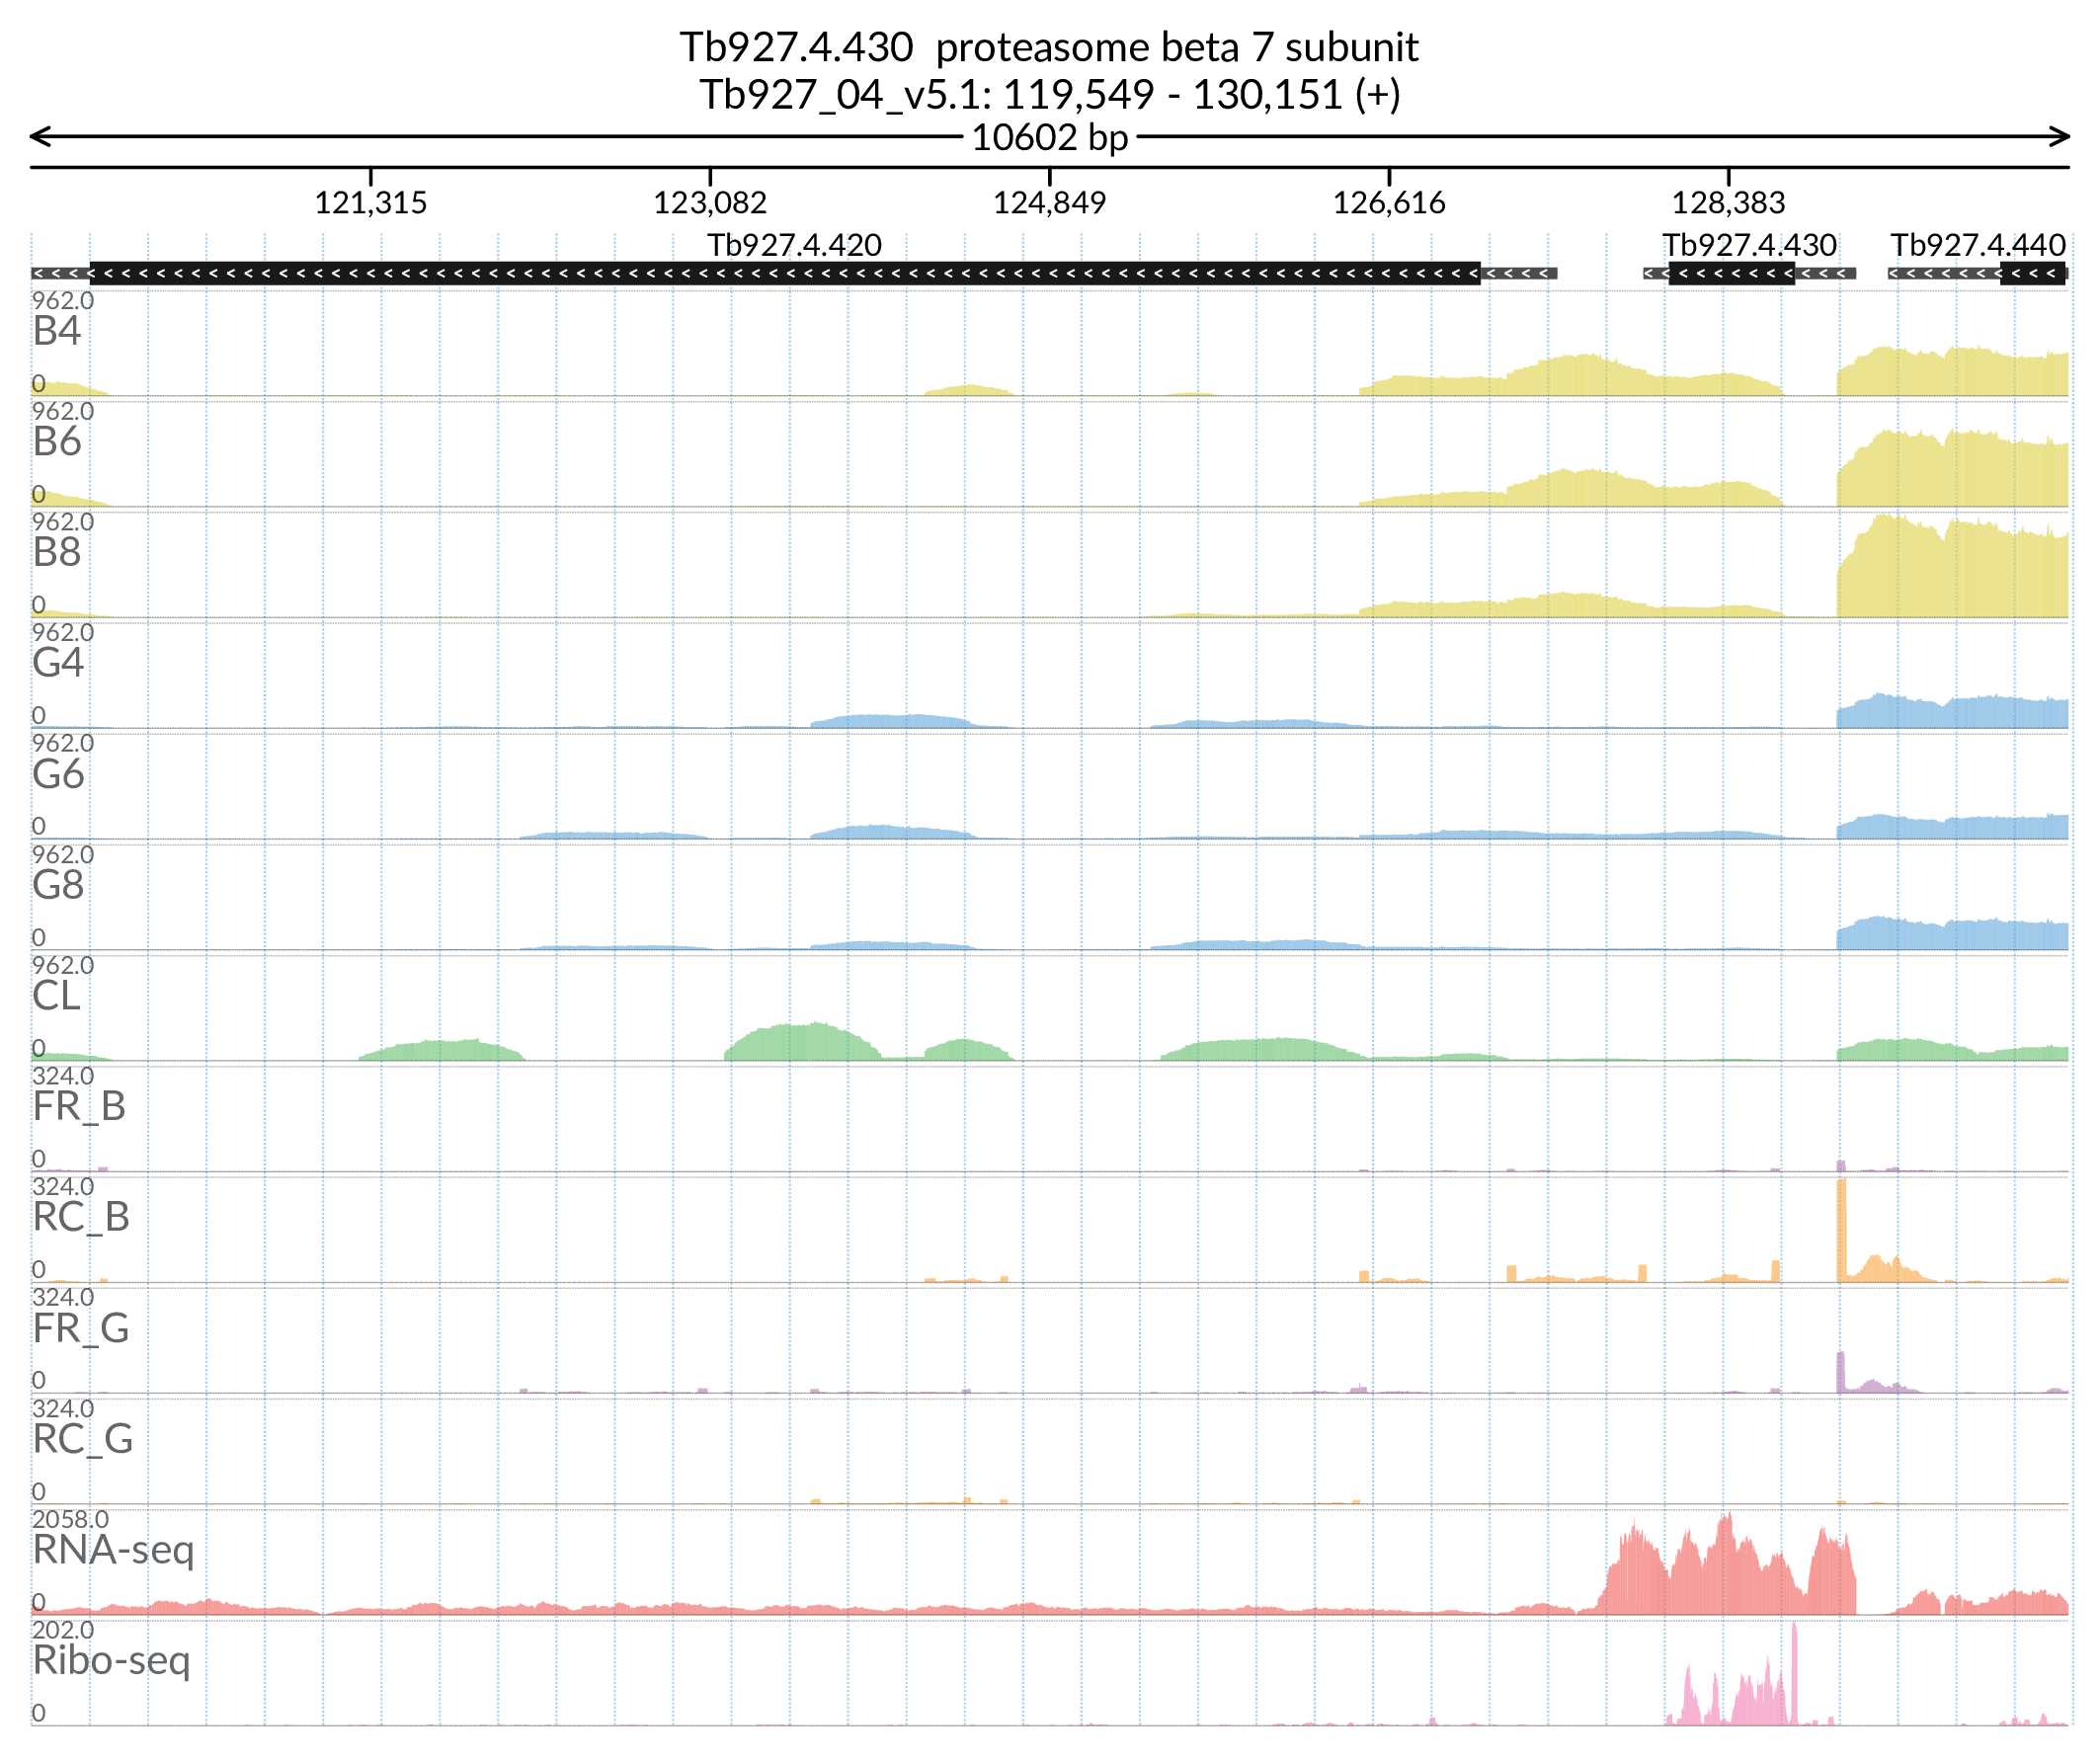 Tb927.4.430  proteasome beta 7 subunit
Tb927_04_v5.1: 119,549 - 130,151 (+)
10602 bp
121,315 123,082 124,849 126,616 128,383
Tb927.4.420 Tb927.4.430 Tb927.4.440
962.0
B4
0
962.0
B6
0
962.0
B8
0
962.0
G4
0
962.0
G6
0
962.0
G8
0
962.0
CL
0
324.0
FR_B
0
324.0
RC_B
0
324.0
FR_G
0
324.0
RC_G
0
2058.0
RNA-seq
0
202.0
Ribo-seq
0